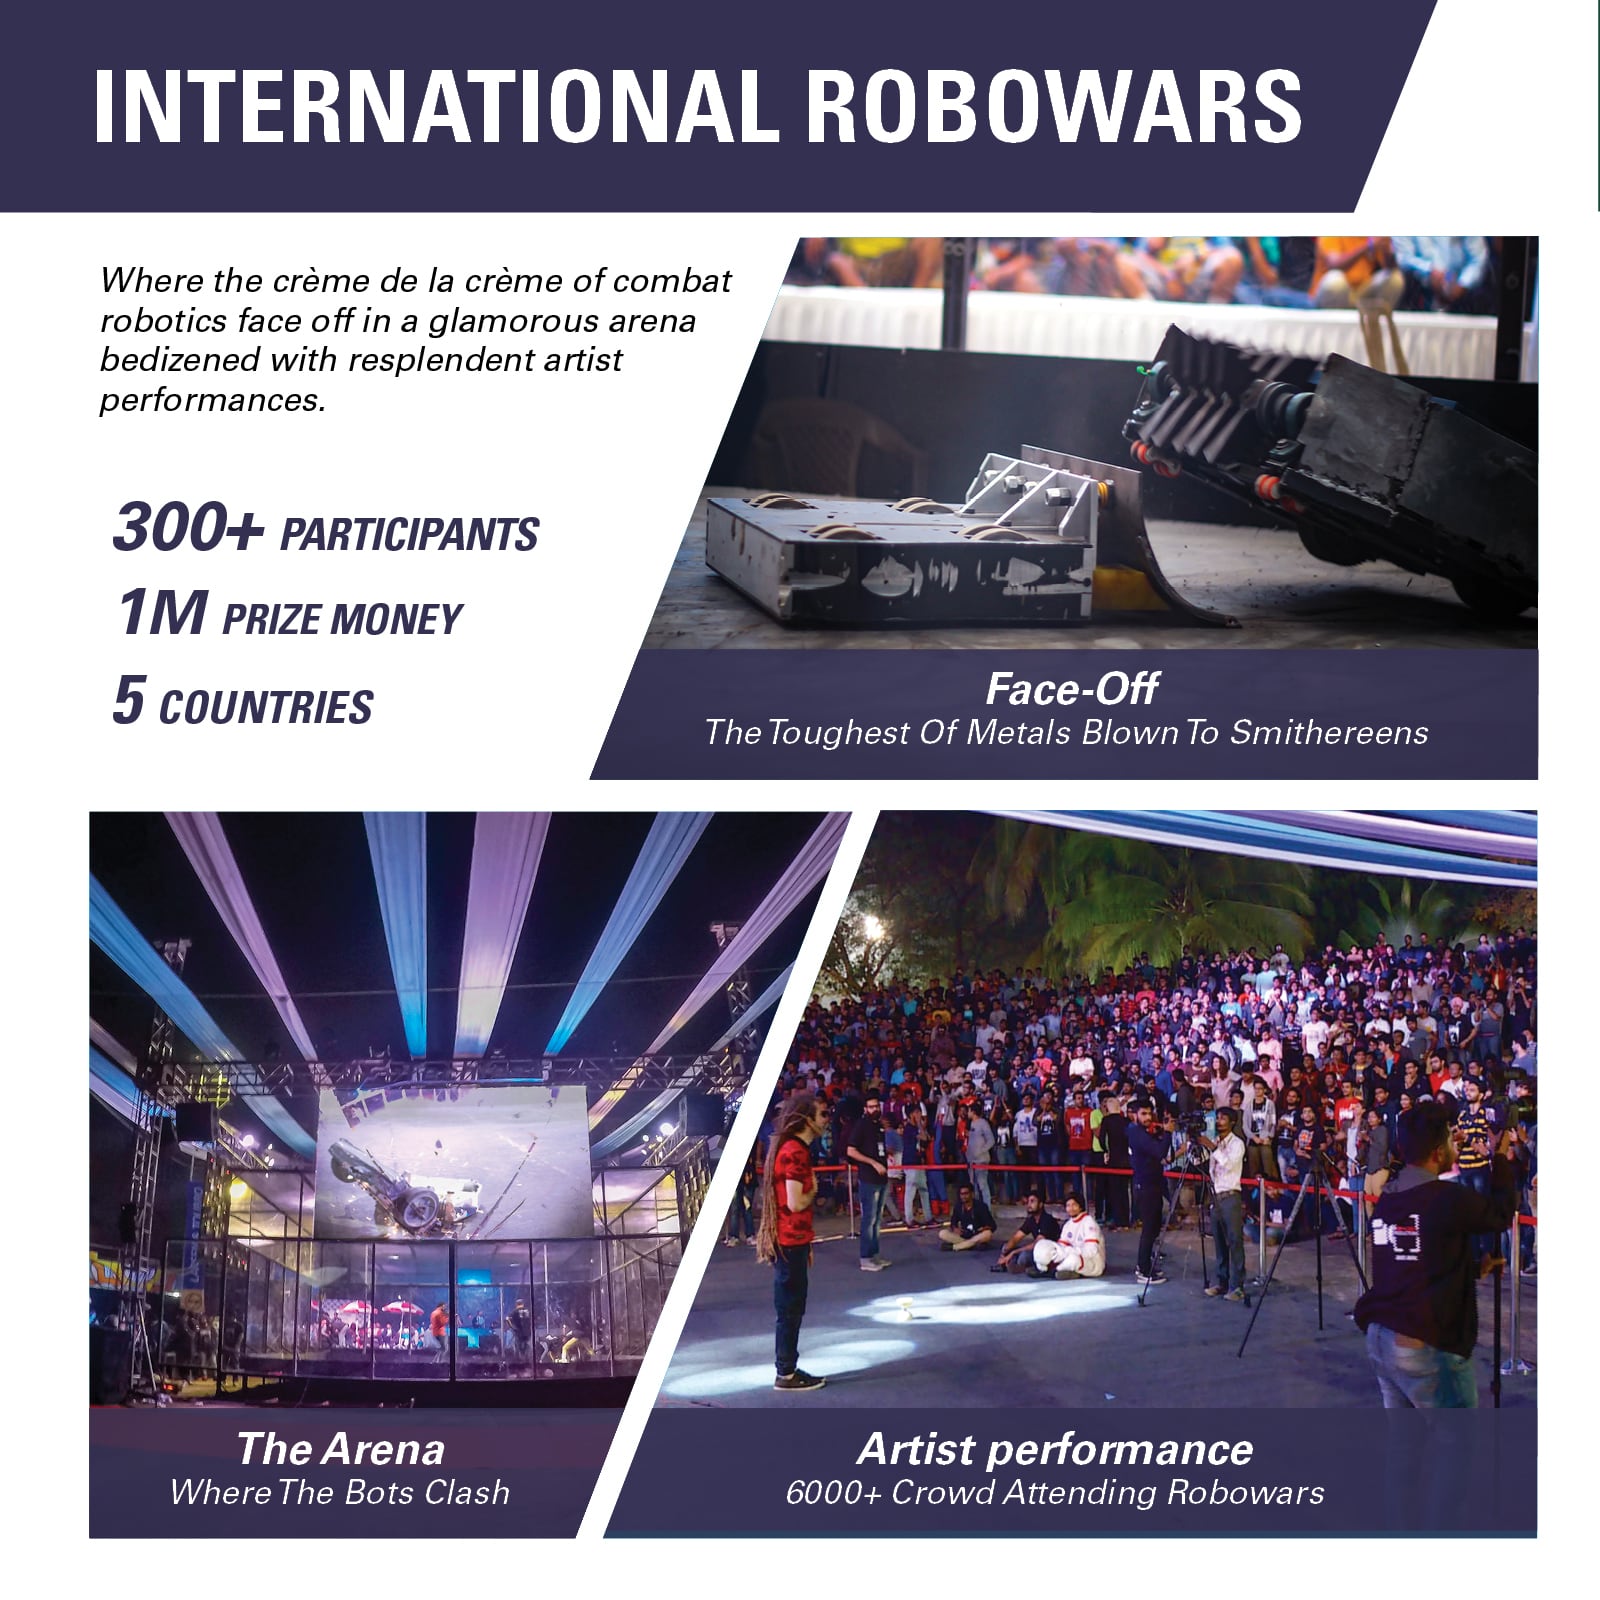 INTERNATIONAL ROBOWARS
Where the crème de la crème of combat
robotics face off in a glamorous arena
bedizened with resplendent artist
performances.
300+ PARTICIPANTS
1M PRIZE MONEY
5 COUNTRIES
Face-Off
The Toughest Of Metals Blown To Smithereens
The Arena
Where The Bots Clash
Artist performance
6000+ Crowd Attending Robowars